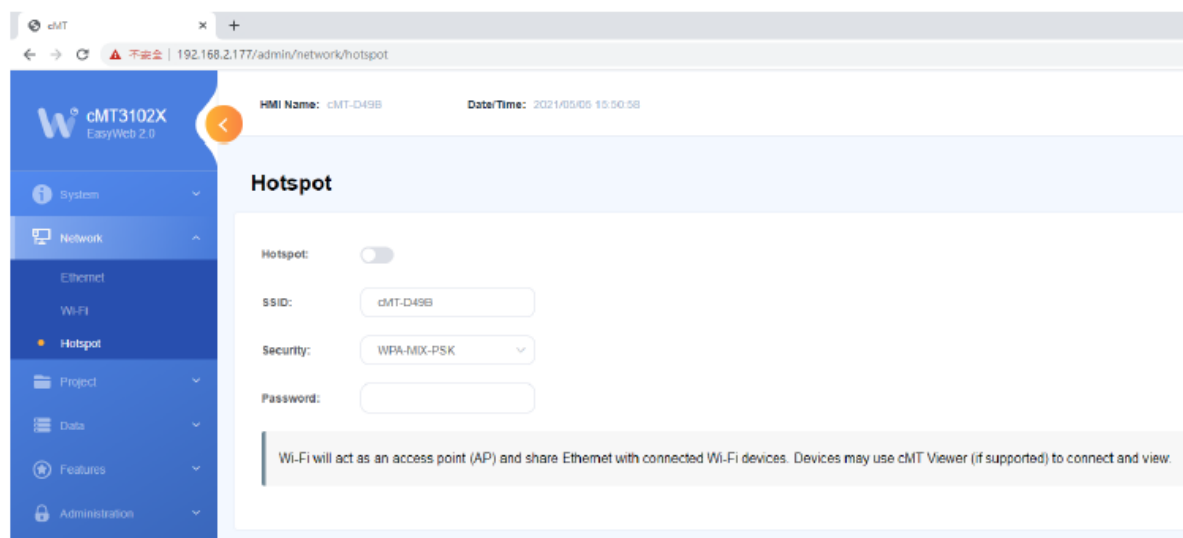 cMT
不安全 | 192.168.2.177/admin/network/hotspot
cMT3102X
EasyWeb 2.0
HMI Name: cMT-D49B Date/Time: 2021/05/05 15:50:58
System
Network
Ethernet
Wi-Fi
Hotspot
Project
Data
Features
Administration
Hotspot
Hotspot:
SSID: cMT-D49B
Security: WPA-MIX-PSK
Password:
Wi-Fi will act as an access point (AP) and share Ethernet with connected Wi-Fi devices. Devices may use cMT Viewer (if supported) to connect and view.